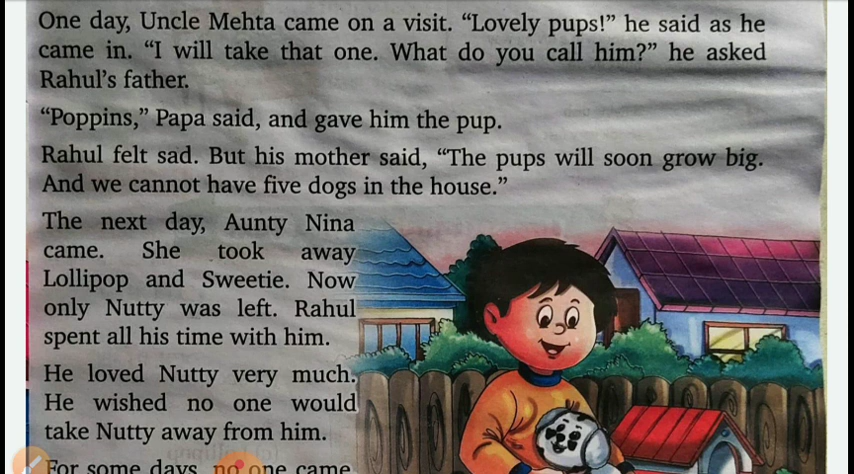 One day, Uncle Mehta came on a visit. “Lovely pups!” he said as he
came in. “I will take that one. What do you call him?” he asked
Rahul’s father.
“Poppins,” Papa said, and gave him the pup.
Rahul felt sad. But his mother said, “The pups will soon grow big.
And we cannot have five dogs in the house.”
The next day, Aunty Nina
came. She took away
Lollipop and Sweetie. Now
only Nutty was left. Rahul
spent all his time with him.
He loved Nutty very much.
He wished no one would
take Nutty away from him.
For some days, no one came